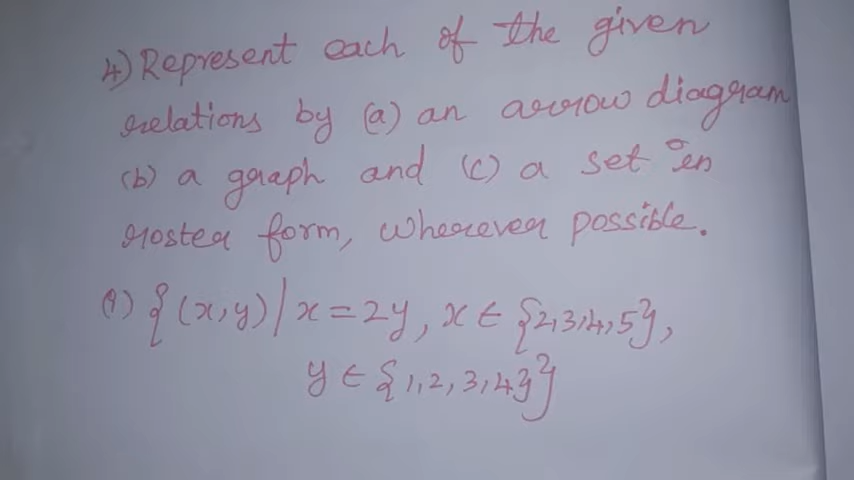 4) Represent each of the given
relations by (a) an arrow diagram
(b) a graph and (c) a set in
roster form, wherever possible.
(i) {(x,y)/x=2y, x∈{2,3,4,5},
y∈{1,2,3,4}}